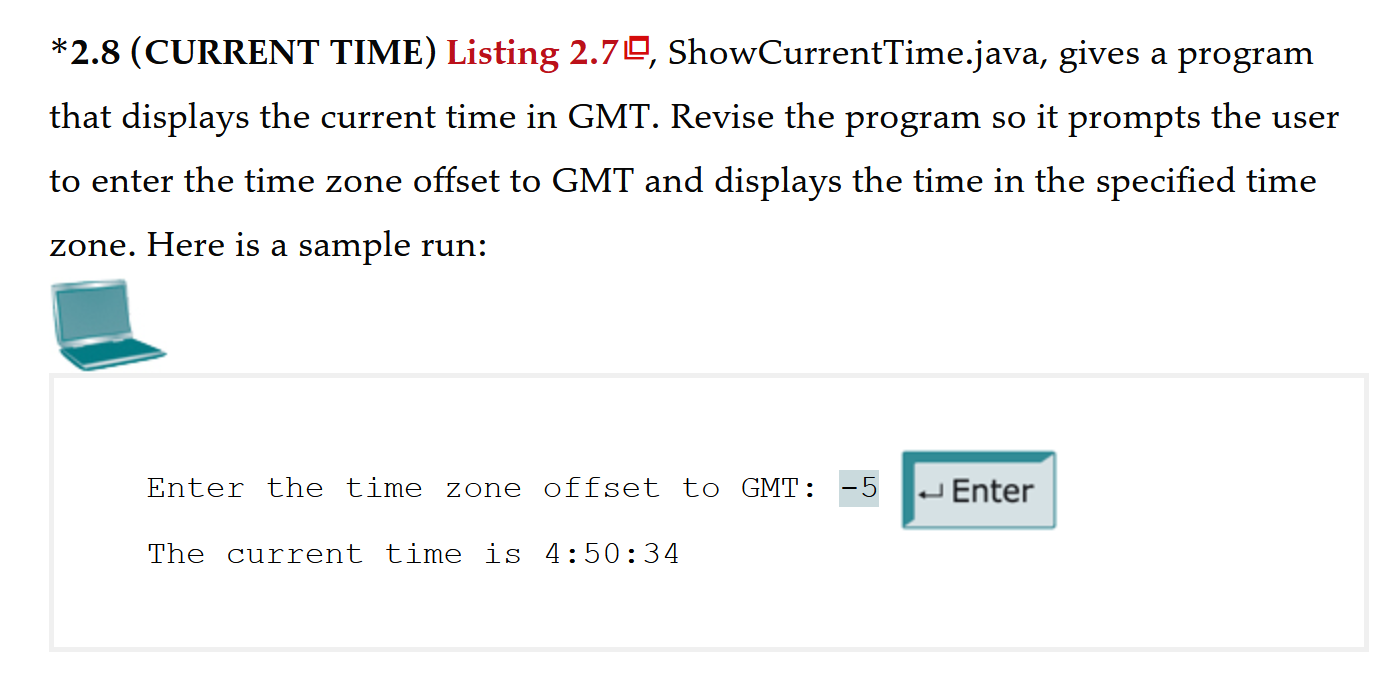 *2.8 (CURRENT TIME) Listing 2.7, ShowCurrentTime.java, gives a program
that displays the current time in GMT. Revise the program so it prompts the user
to enter the time zone offset to GMT and displays the time in the specified time
zone. Here is a sample run:
Enter the time zone offset to GMT: -5 ↵ Enter
The current time is 4:50:34